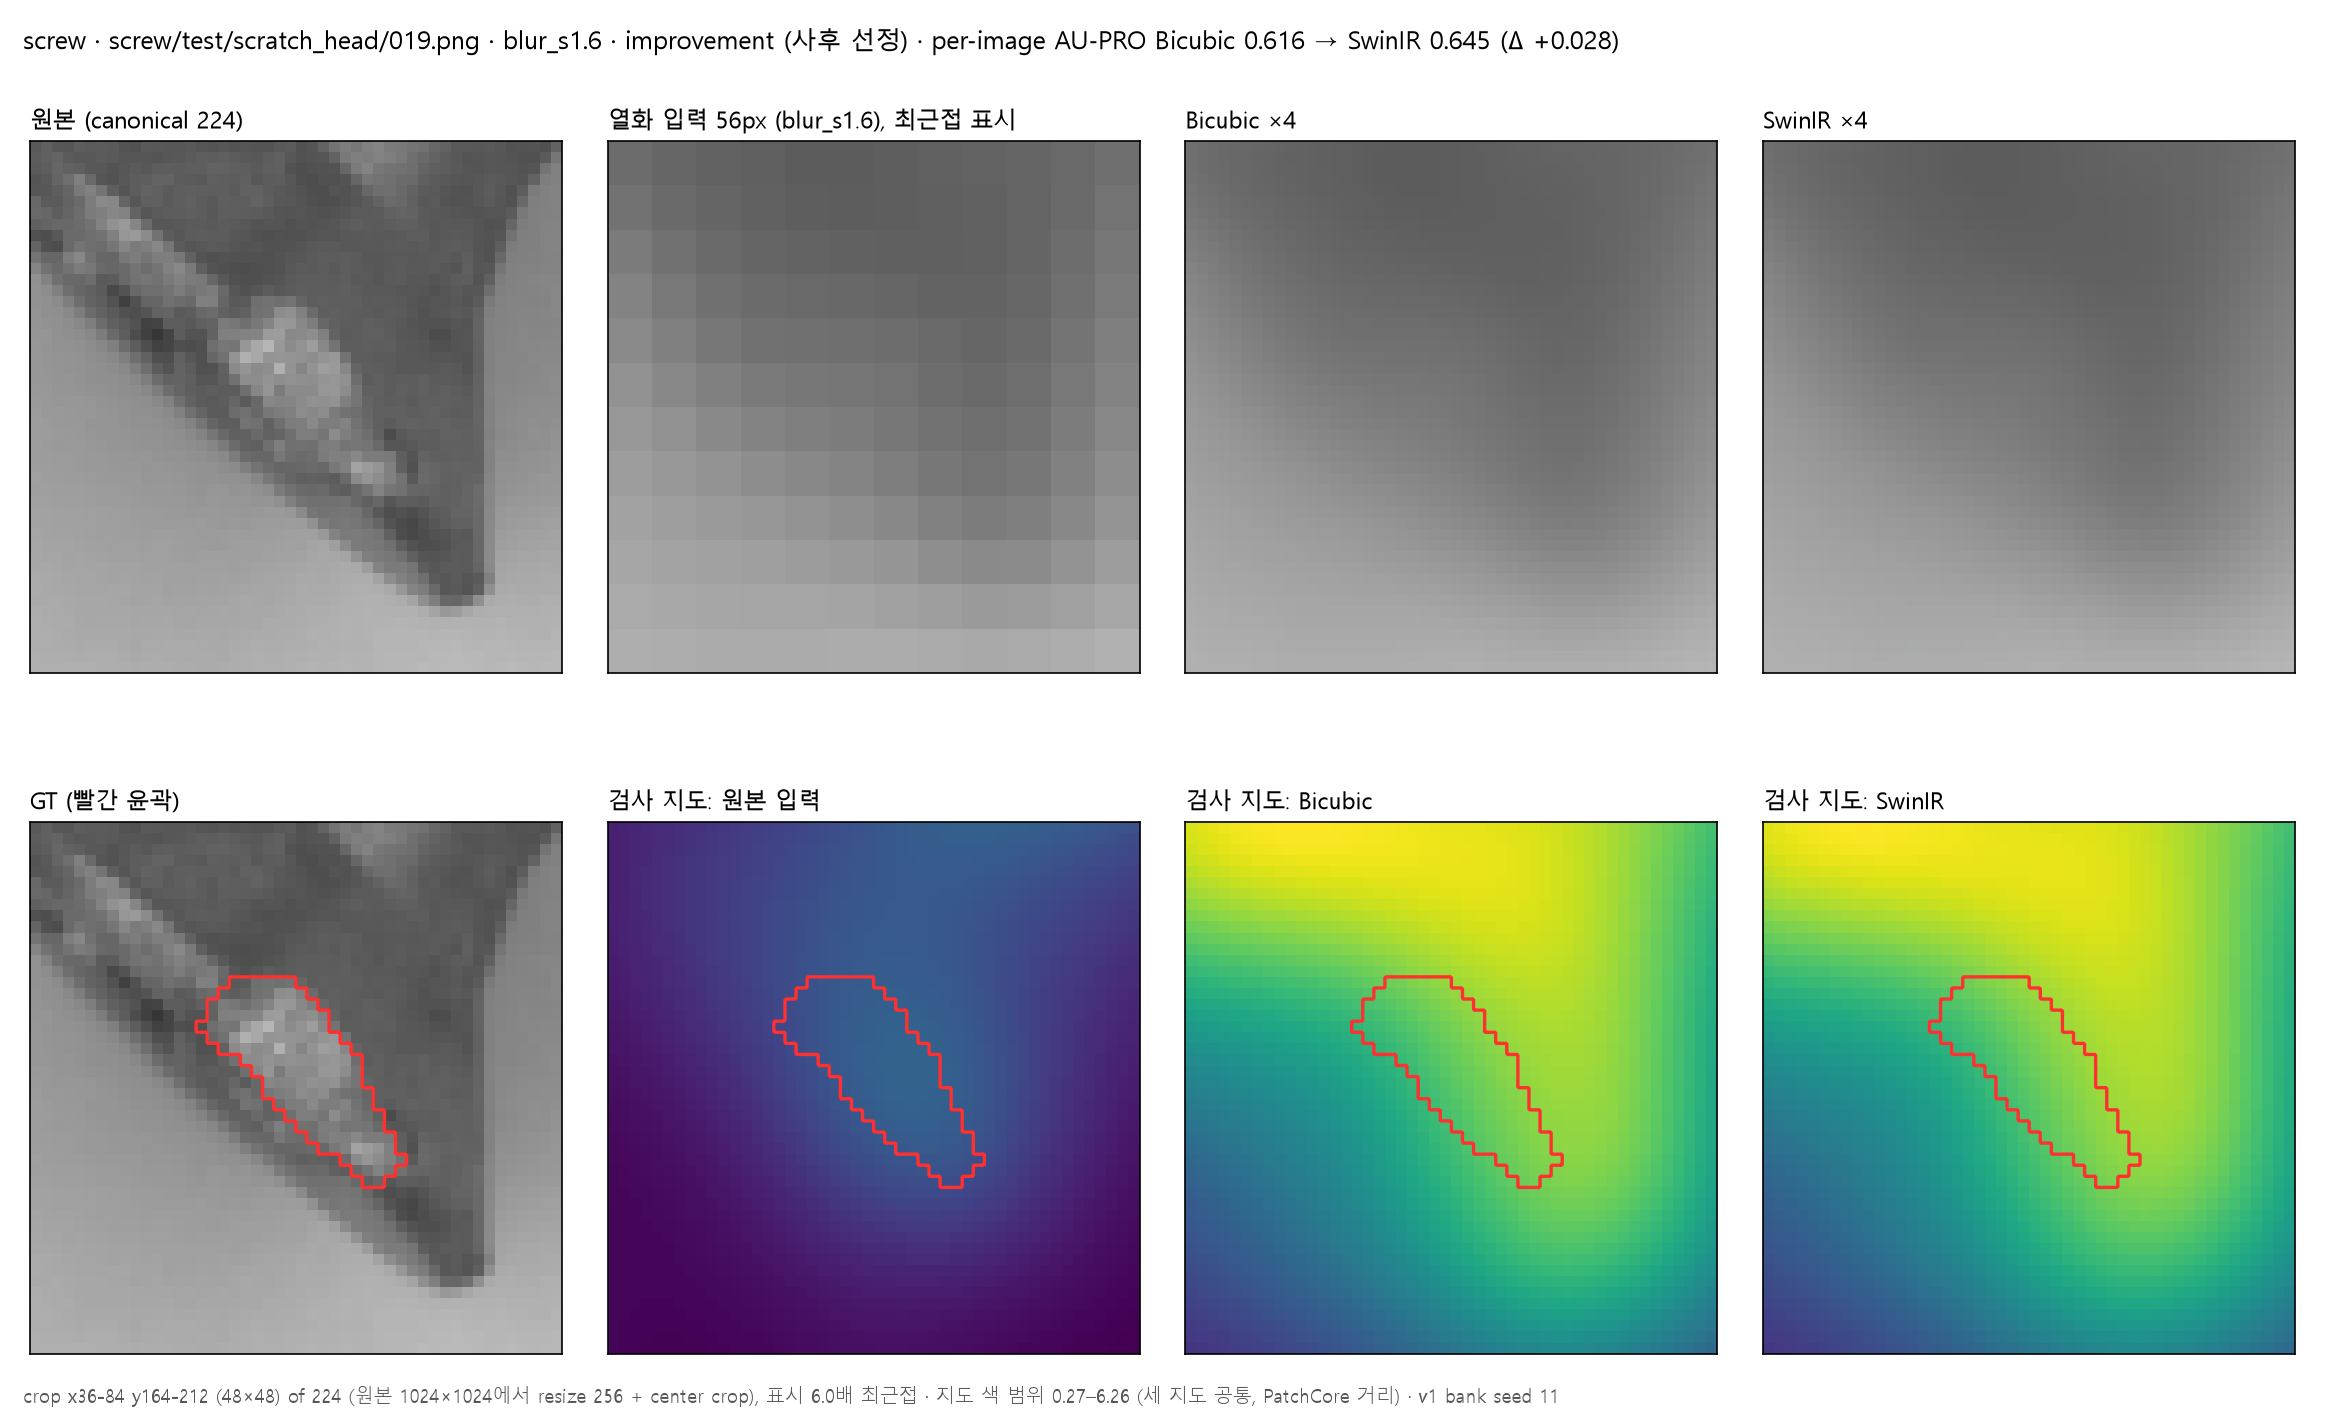 screw · screw/test/scratch_head/019.png · blur_s1.6 · improvement (사후 선정) · per-image AU-PRO Bicubic 0.616 → SwinIR 0.645 (Δ +0.028)
원본 (canonical 224)
열화 입력 56px (blur_s1.6), 최근접 표시
Bicubic ×4
SwinIR ×4
GT (빨간 윤곽)
검사 지도: 원본 입력
검사 지도: Bicubic
검사 지도: SwinIR
crop x36-84 y164-212 (48×48) of 224 (원본 1024×1024에서 resize 256 + center crop), 표시 6.0배 최근접 · 지도 색 범위 0.27–6.26 (세 지도 공통, PatchCore 거리) · v1 bank seed 11